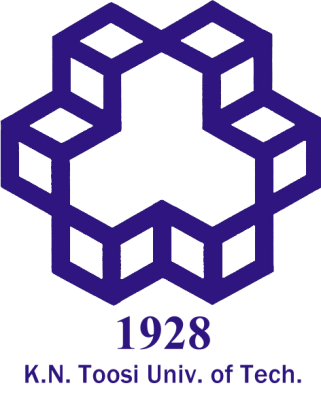 1928
K.N. Toosi Univ. of Tech.